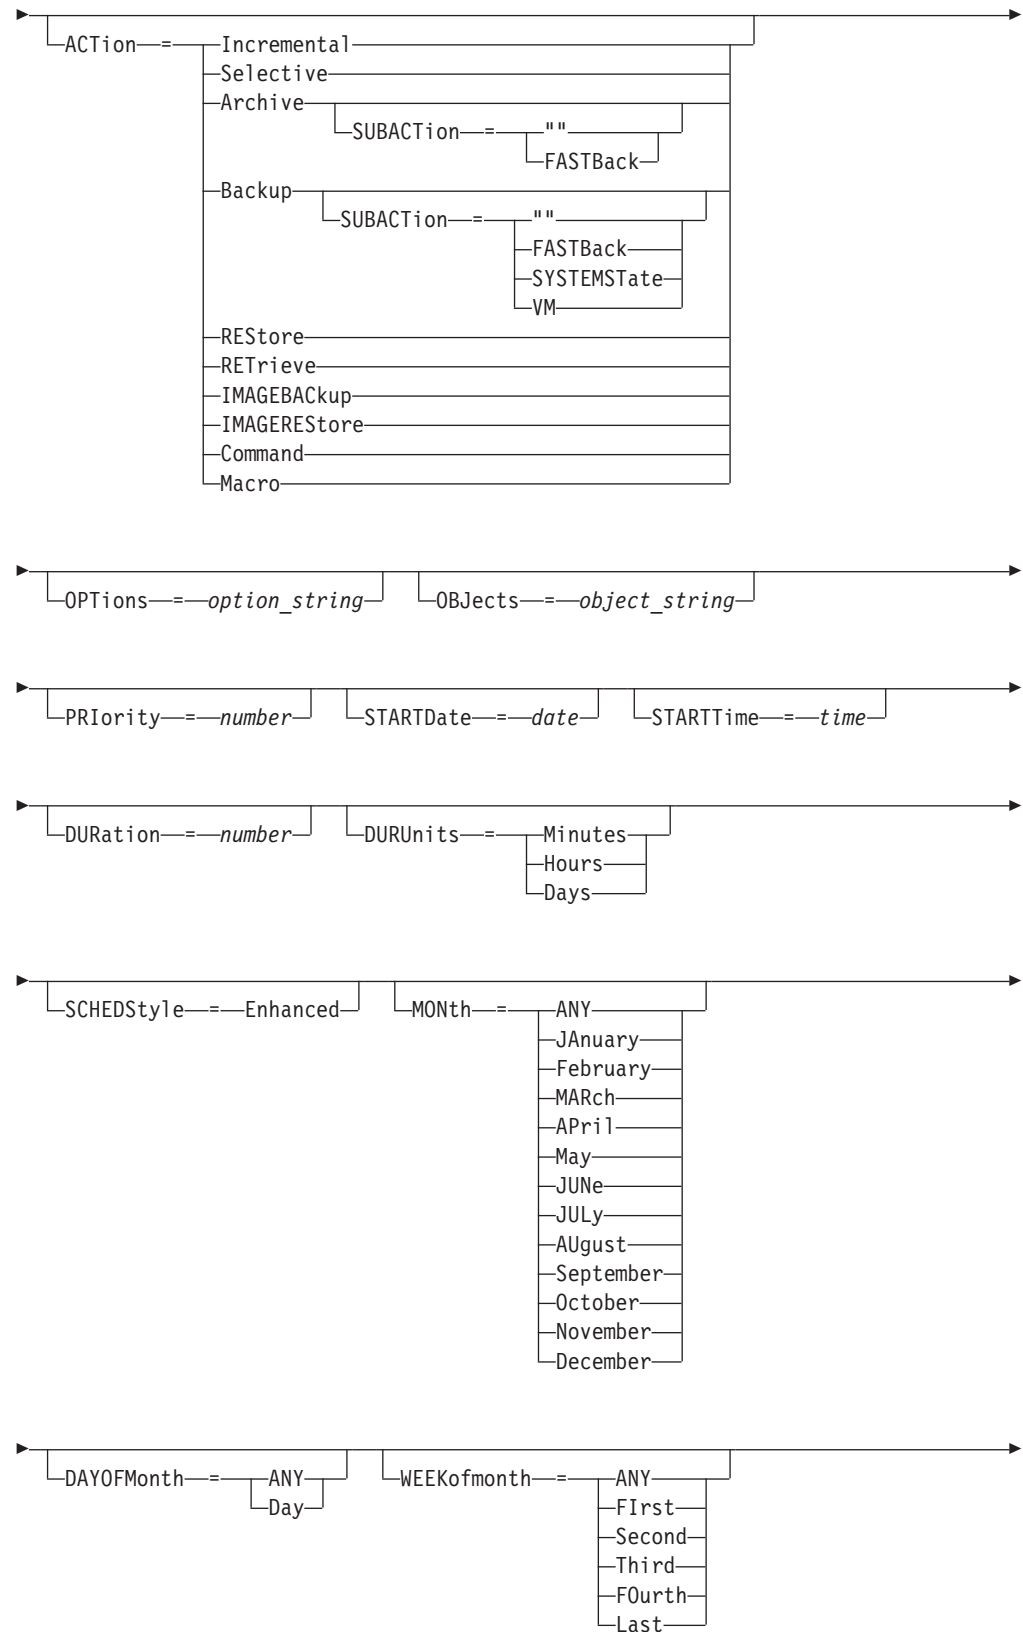 ACTion = Incremental
Selective
Archive
SUBACTion = ""
FASTBack
Backup
SUBACTion = ""
FASTBack
SYSTEMSTate
VM
REStore
RETrieve
IMAGEBACkup
IMAGEREStore
Command
Macro
OPTions = option_string OBJects = object_string
PRIority = number STARTDate = date STARTTime = time
DURation = number DURUnits = Minutes
Hours
Days
SCHEDStyle = Enhanced MONth = ANY
JAnuary
February
MARch
APril
May
JUNe
JULy
AUgust
September
October
November
December
DAYOFMonth = ANY WEEKofmonth = ANY
Day FIrst
Second
Third
FOurth
Last